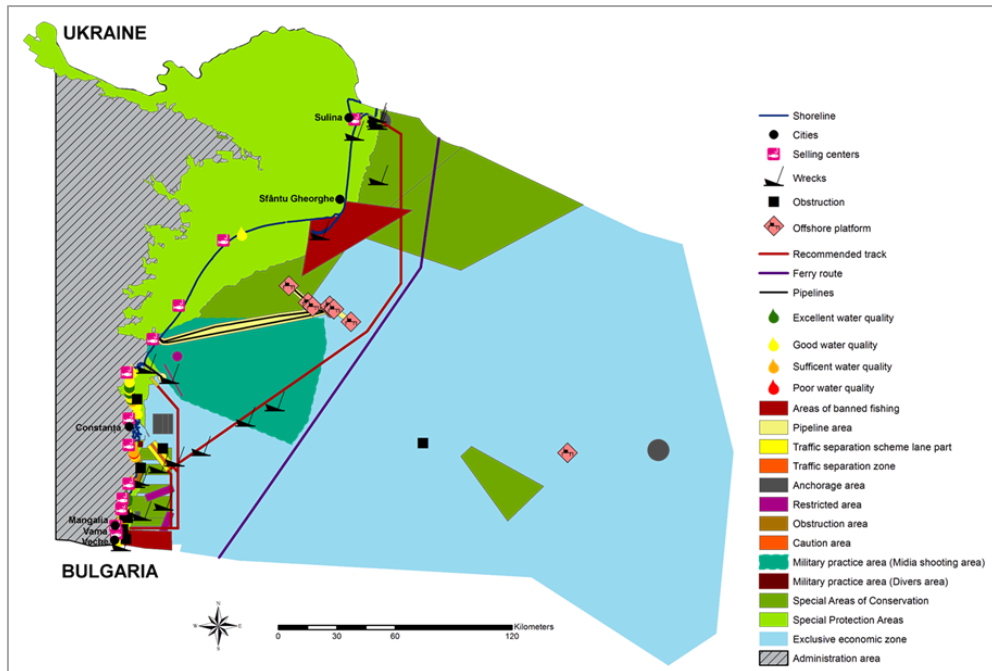 UKRAINE
Sulina
Sfântu Gheorghe
Constanța
Mangalia
Vama
Veche
BULGARIA
N
E
S
Kilometers
0 15 30 60 120
Shoreline
Cities
Selling centers
Wrecks
Obstruction
Offshore platform
Recommended track
Ferry route
Pipelines
Excellent water quality
Good water quality
Sufficent water quality
Poor water quality
Areas of banned fishing
Pipeline area
Traffic separation scheme lane part
Traffic separation zone
Anchorage area
Restricted area
Obstruction area
Caution area
Military practice area (Midia shooting area)
Military practice area (Divers area)
Special Areas of Conservation
Special Protection Areas
Exclusive economic zone
Administration area